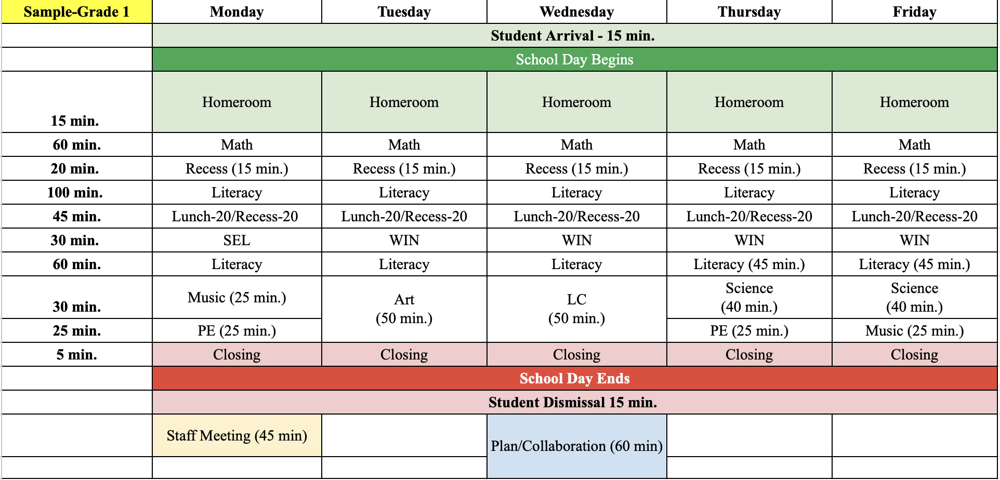 Sample-Grade 1 Monday Tuesday Wednesday Thursday Friday
Student Arrival - 15 min.
School Day Begins
15 min. Homeroom Homeroom Homeroom Homeroom Homeroom
60 min. Math Math Math Math Math
20 min. Recess (15 min.) Recess (15 min.) Recess (15 min.) Recess (15 min.) Recess (15 min.)
100 min. Literacy Literacy Literacy Literacy Literacy
45 min. Lunch-20/Recess-20 Lunch-20/Recess-20 Lunch-20/Recess-20 Lunch-20/Recess-20 Lunch-20/Recess-20
30 min. SEL WIN WIN WIN WIN
60 min. Literacy Literacy Literacy Literacy (45 min.) Literacy (45 min.)
30 min. Music (25 min.) Art LC Science Science
(50 min.) (50 min.) (40 min.) (40 min.)
25 min. PE (25 min.) PE (25 min.) Music (25 min.)
5 min. Closing Closing Closing Closing Closing
School Day Ends
Student Dismissal 15 min.
Staff Meeting (45 min) Plan/Collaboration (60 min)